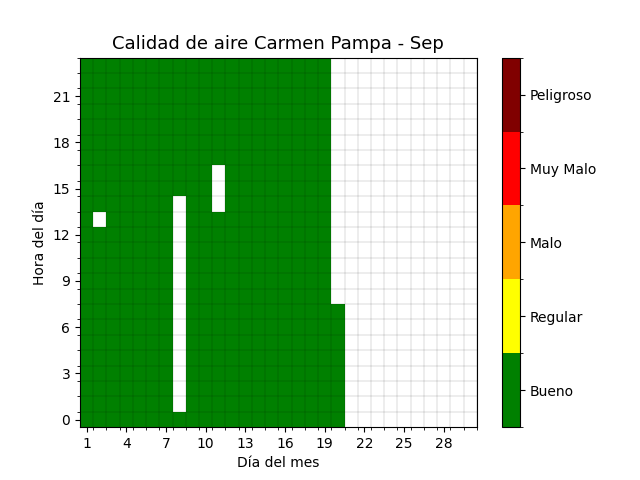 Calidad de aire Carmen Pampa - Sep
Peligroso
Muy Malo
Malo
Regular
Bueno
Hora del día
21
18
15
12
9
6
3
0
1 4 7 10 13 16 19 22 25 28
Día del mes